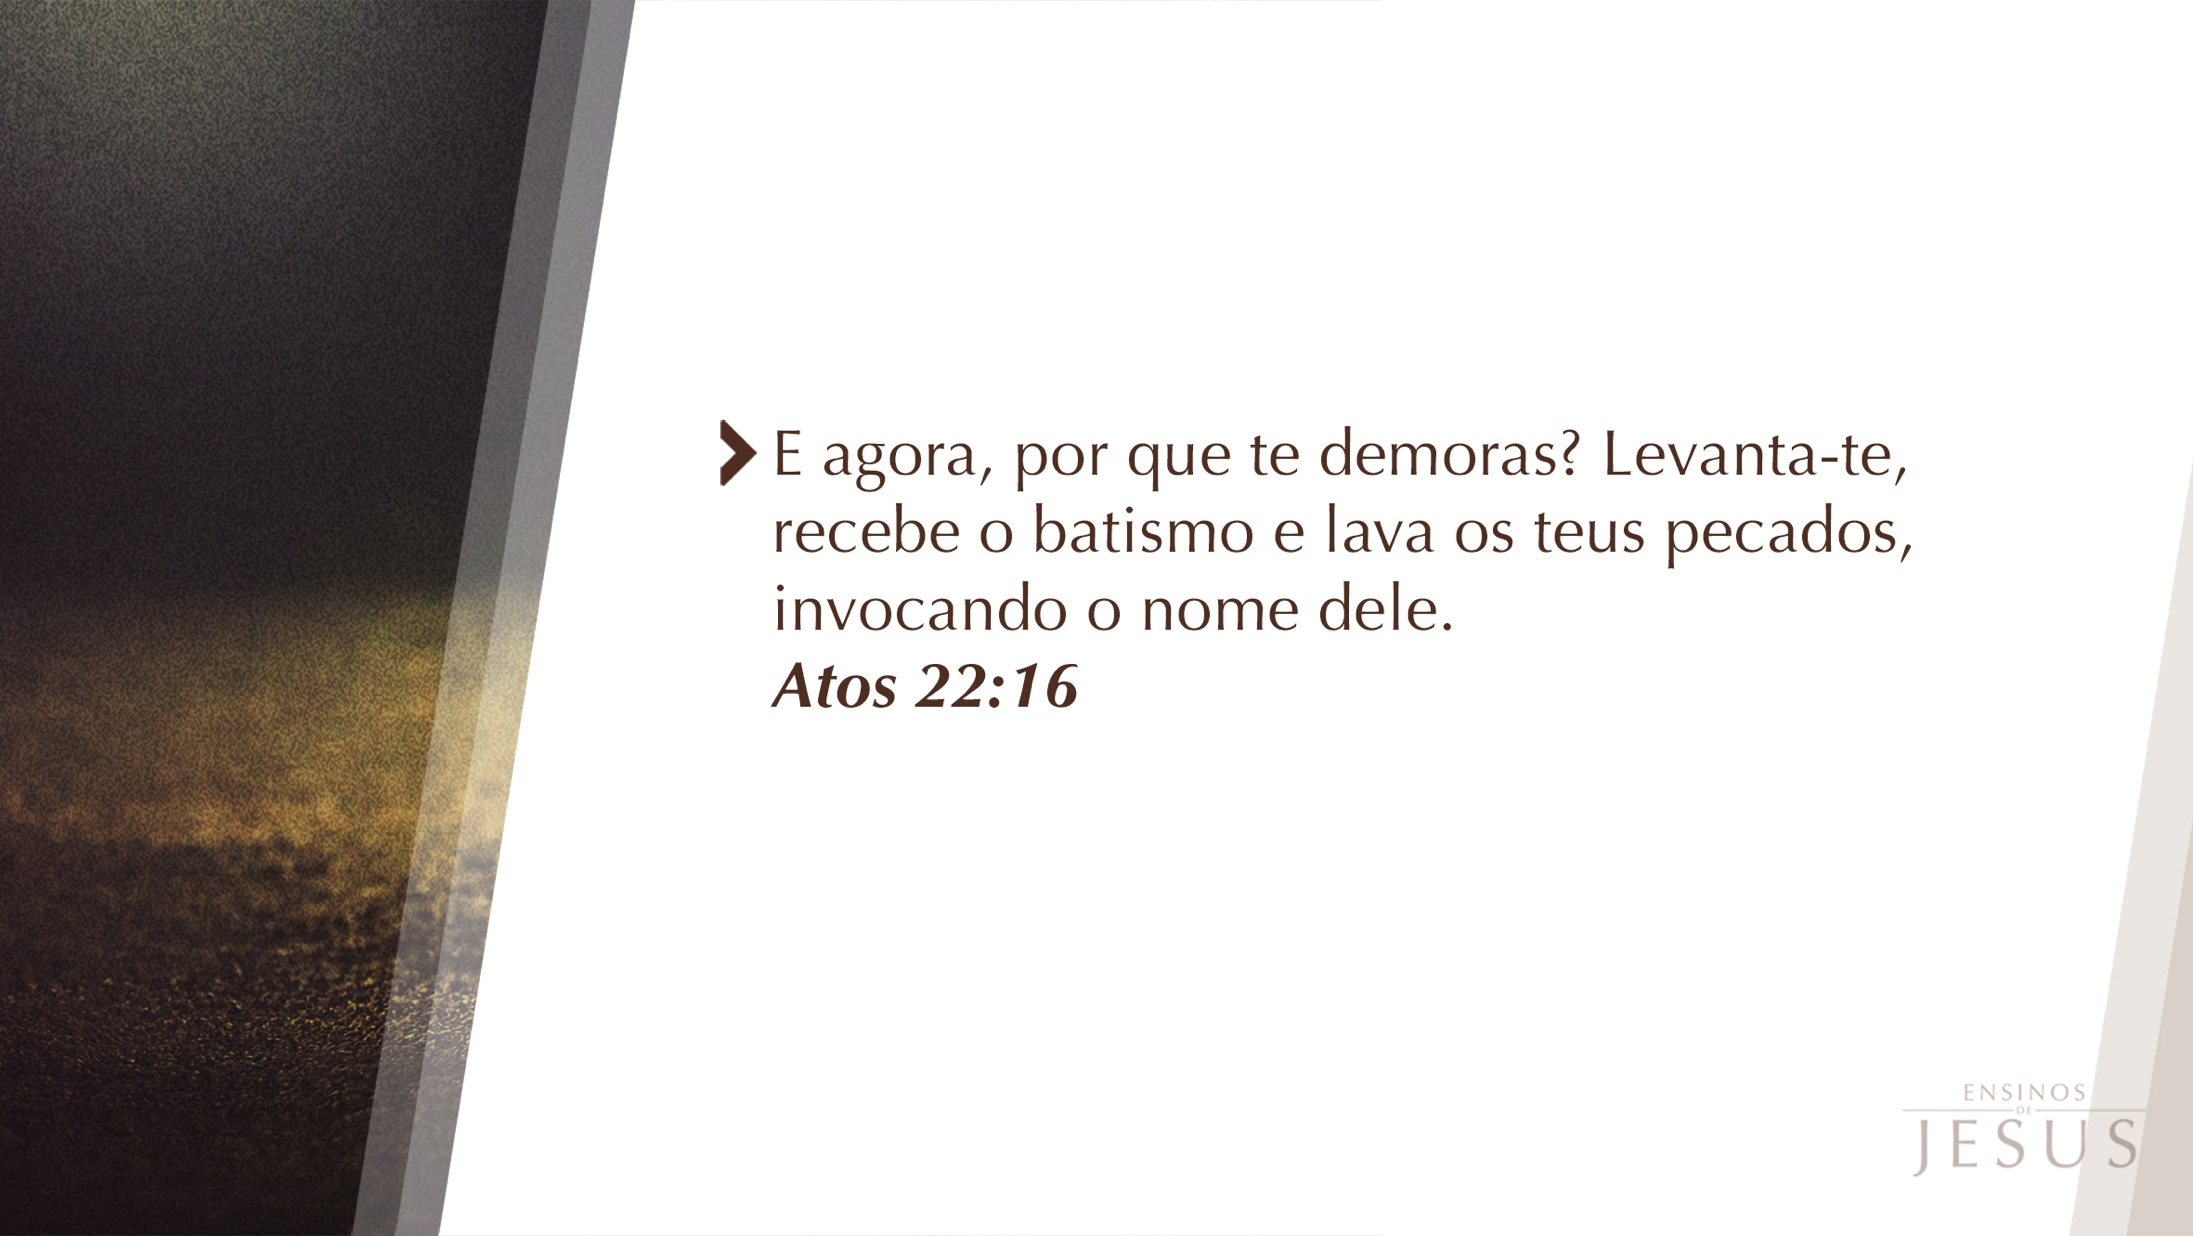 E agora, por que te demoras? Levanta-te,
recebe o batismo e lava os teus pecados,
invocando o nome dele.
Atos 22:16
ENSINOS
DE
JESUS